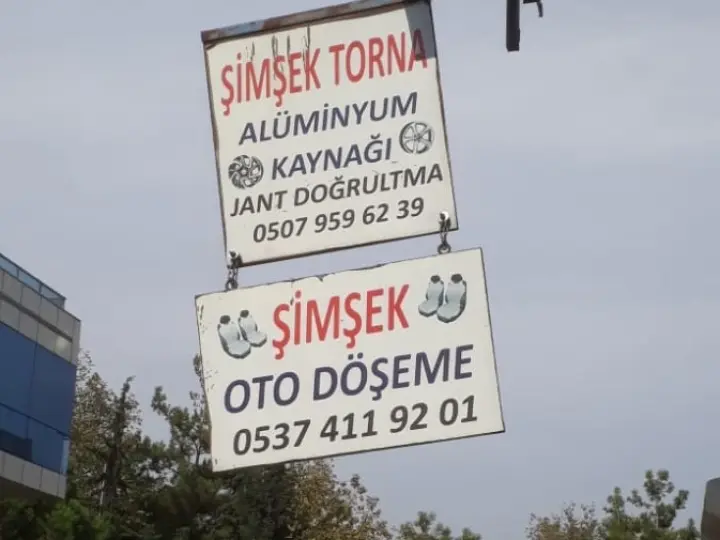 ŞİMŞEK TORNA
ALÜMİNYUM
KAYNAĞI
JANT DOĞRULTMA
0507 959 62 39
ŞİMŞEK
OTO DÖŞEME
0537 411 92 01